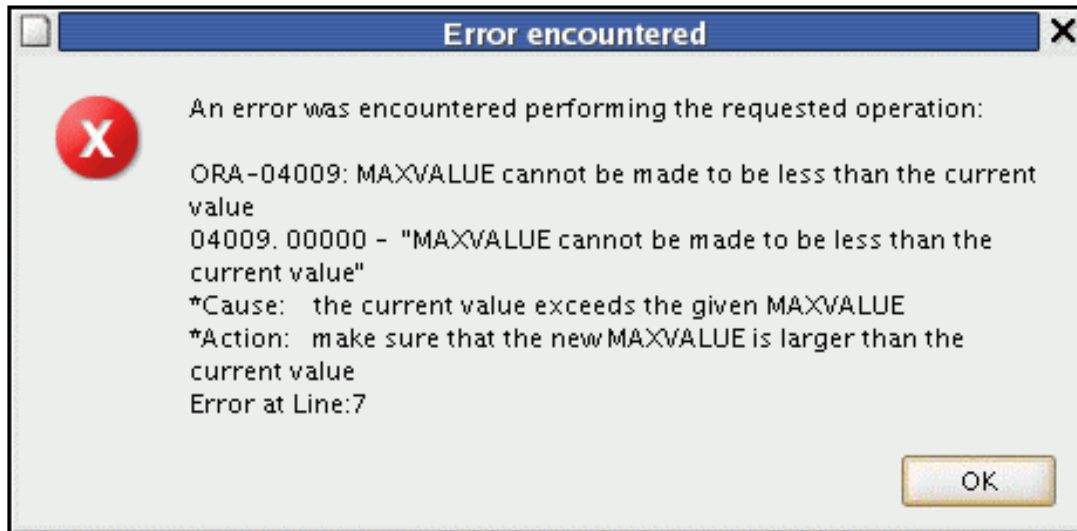 Error encountered
An error was encountered performing the requested operation:
ORA-04009: MAXVALUE cannot be made to be less than the current
value
04009. 00000 - "MAXVALUE cannot be made to be less than the
current value"
*Cause: the current value exceeds the given MAXVALUE
*Action: make sure that the new MAXVALUE is larger than the
current value
Error at Line:7
OK